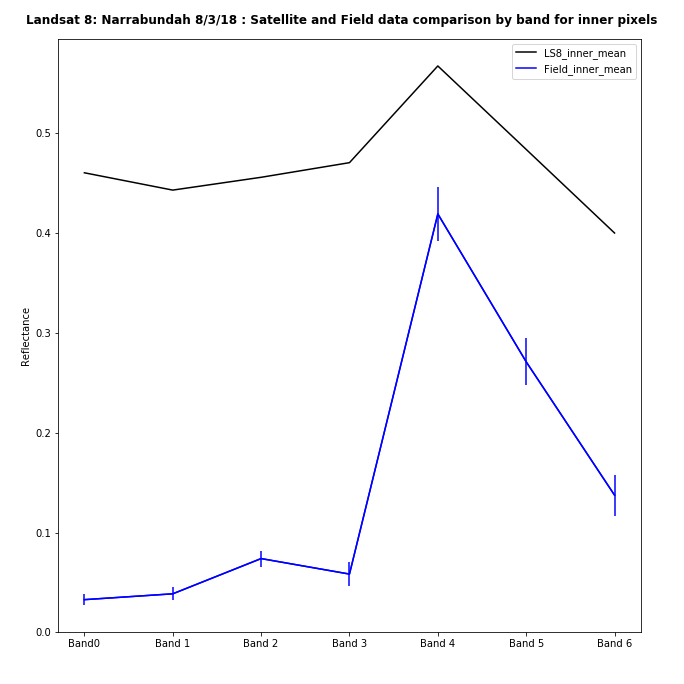 Landsat 8: Narrabundah 8/3/18 : Satellite and Field data comparison by band for inner pixels
LS8_inner_mean
Field_inner_mean
Reflectance
0.5
0.4
0.3
0.2
0.1
0.0
Band0 Band 1 Band 2 Band 3 Band 4 Band 5 Band 6